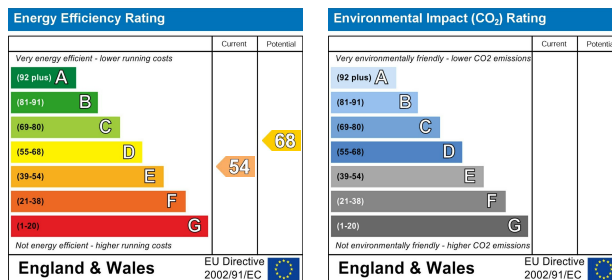 Energy Efficiency Rating
Current Potential
Very energy efficient - lower running costs
(92 plus) A
(81-91) B
(69-80) C
(55-68) D
(39-54) E
(21-38) F
(1-20) G
54
68
Not energy efficient - higher running costs
England & Wales
EU Directive
2002/91/EC
Environmental Impact (CO₂) Rating
Current Potential
Very environmentally friendly - lower CO2 emissions
(92 plus) A
(81-91) B
(69-80) C
(55-68) D
(39-54) E
(21-38) F
(1-20) G
Not environmentally friendly - higher CO2 emissions
England & Wales
EU Directive
2002/91/EC